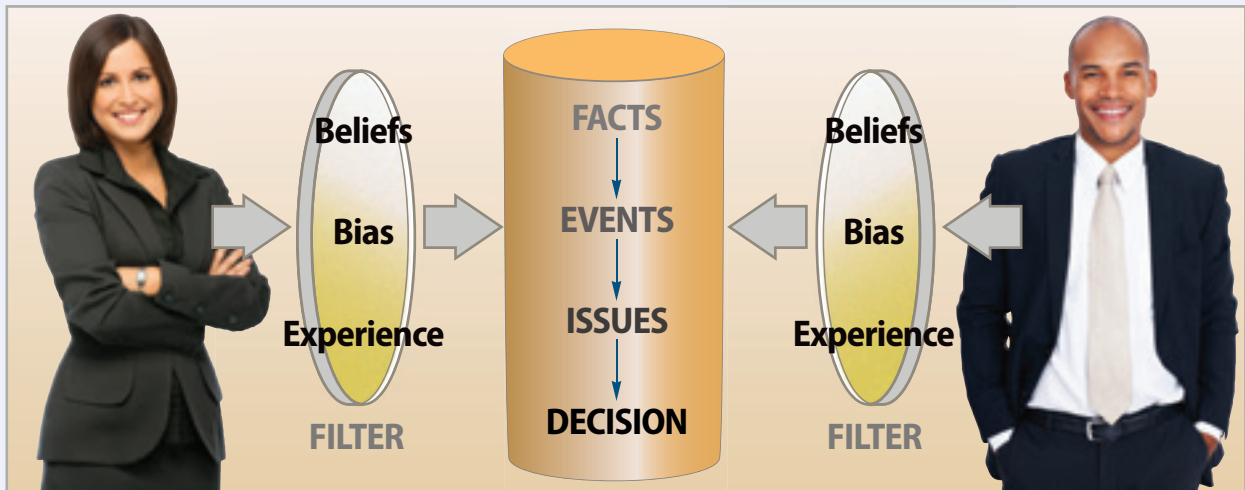 Beliefs
Bias
Experience
FILTER
FACTS
EVENTS
ISSUES
DECISION
Beliefs
Bias
Experience
FILTER